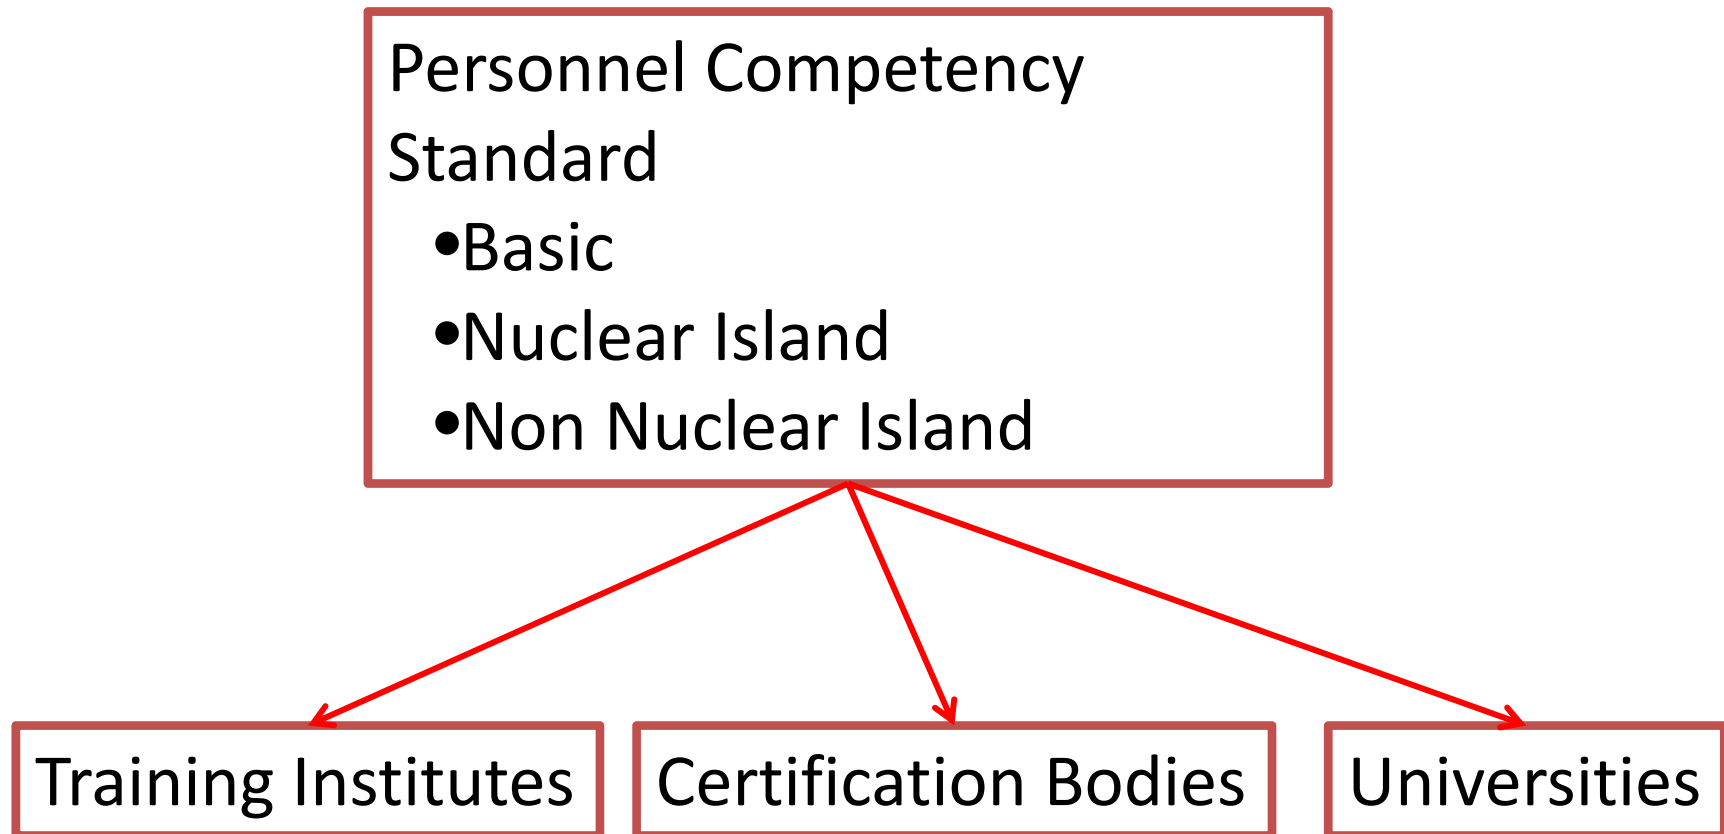 Personnel Competency
Standard
•Basic
•Nuclear Island
•Non Nuclear Island
Training Institutes
Certification Bodies
Universities